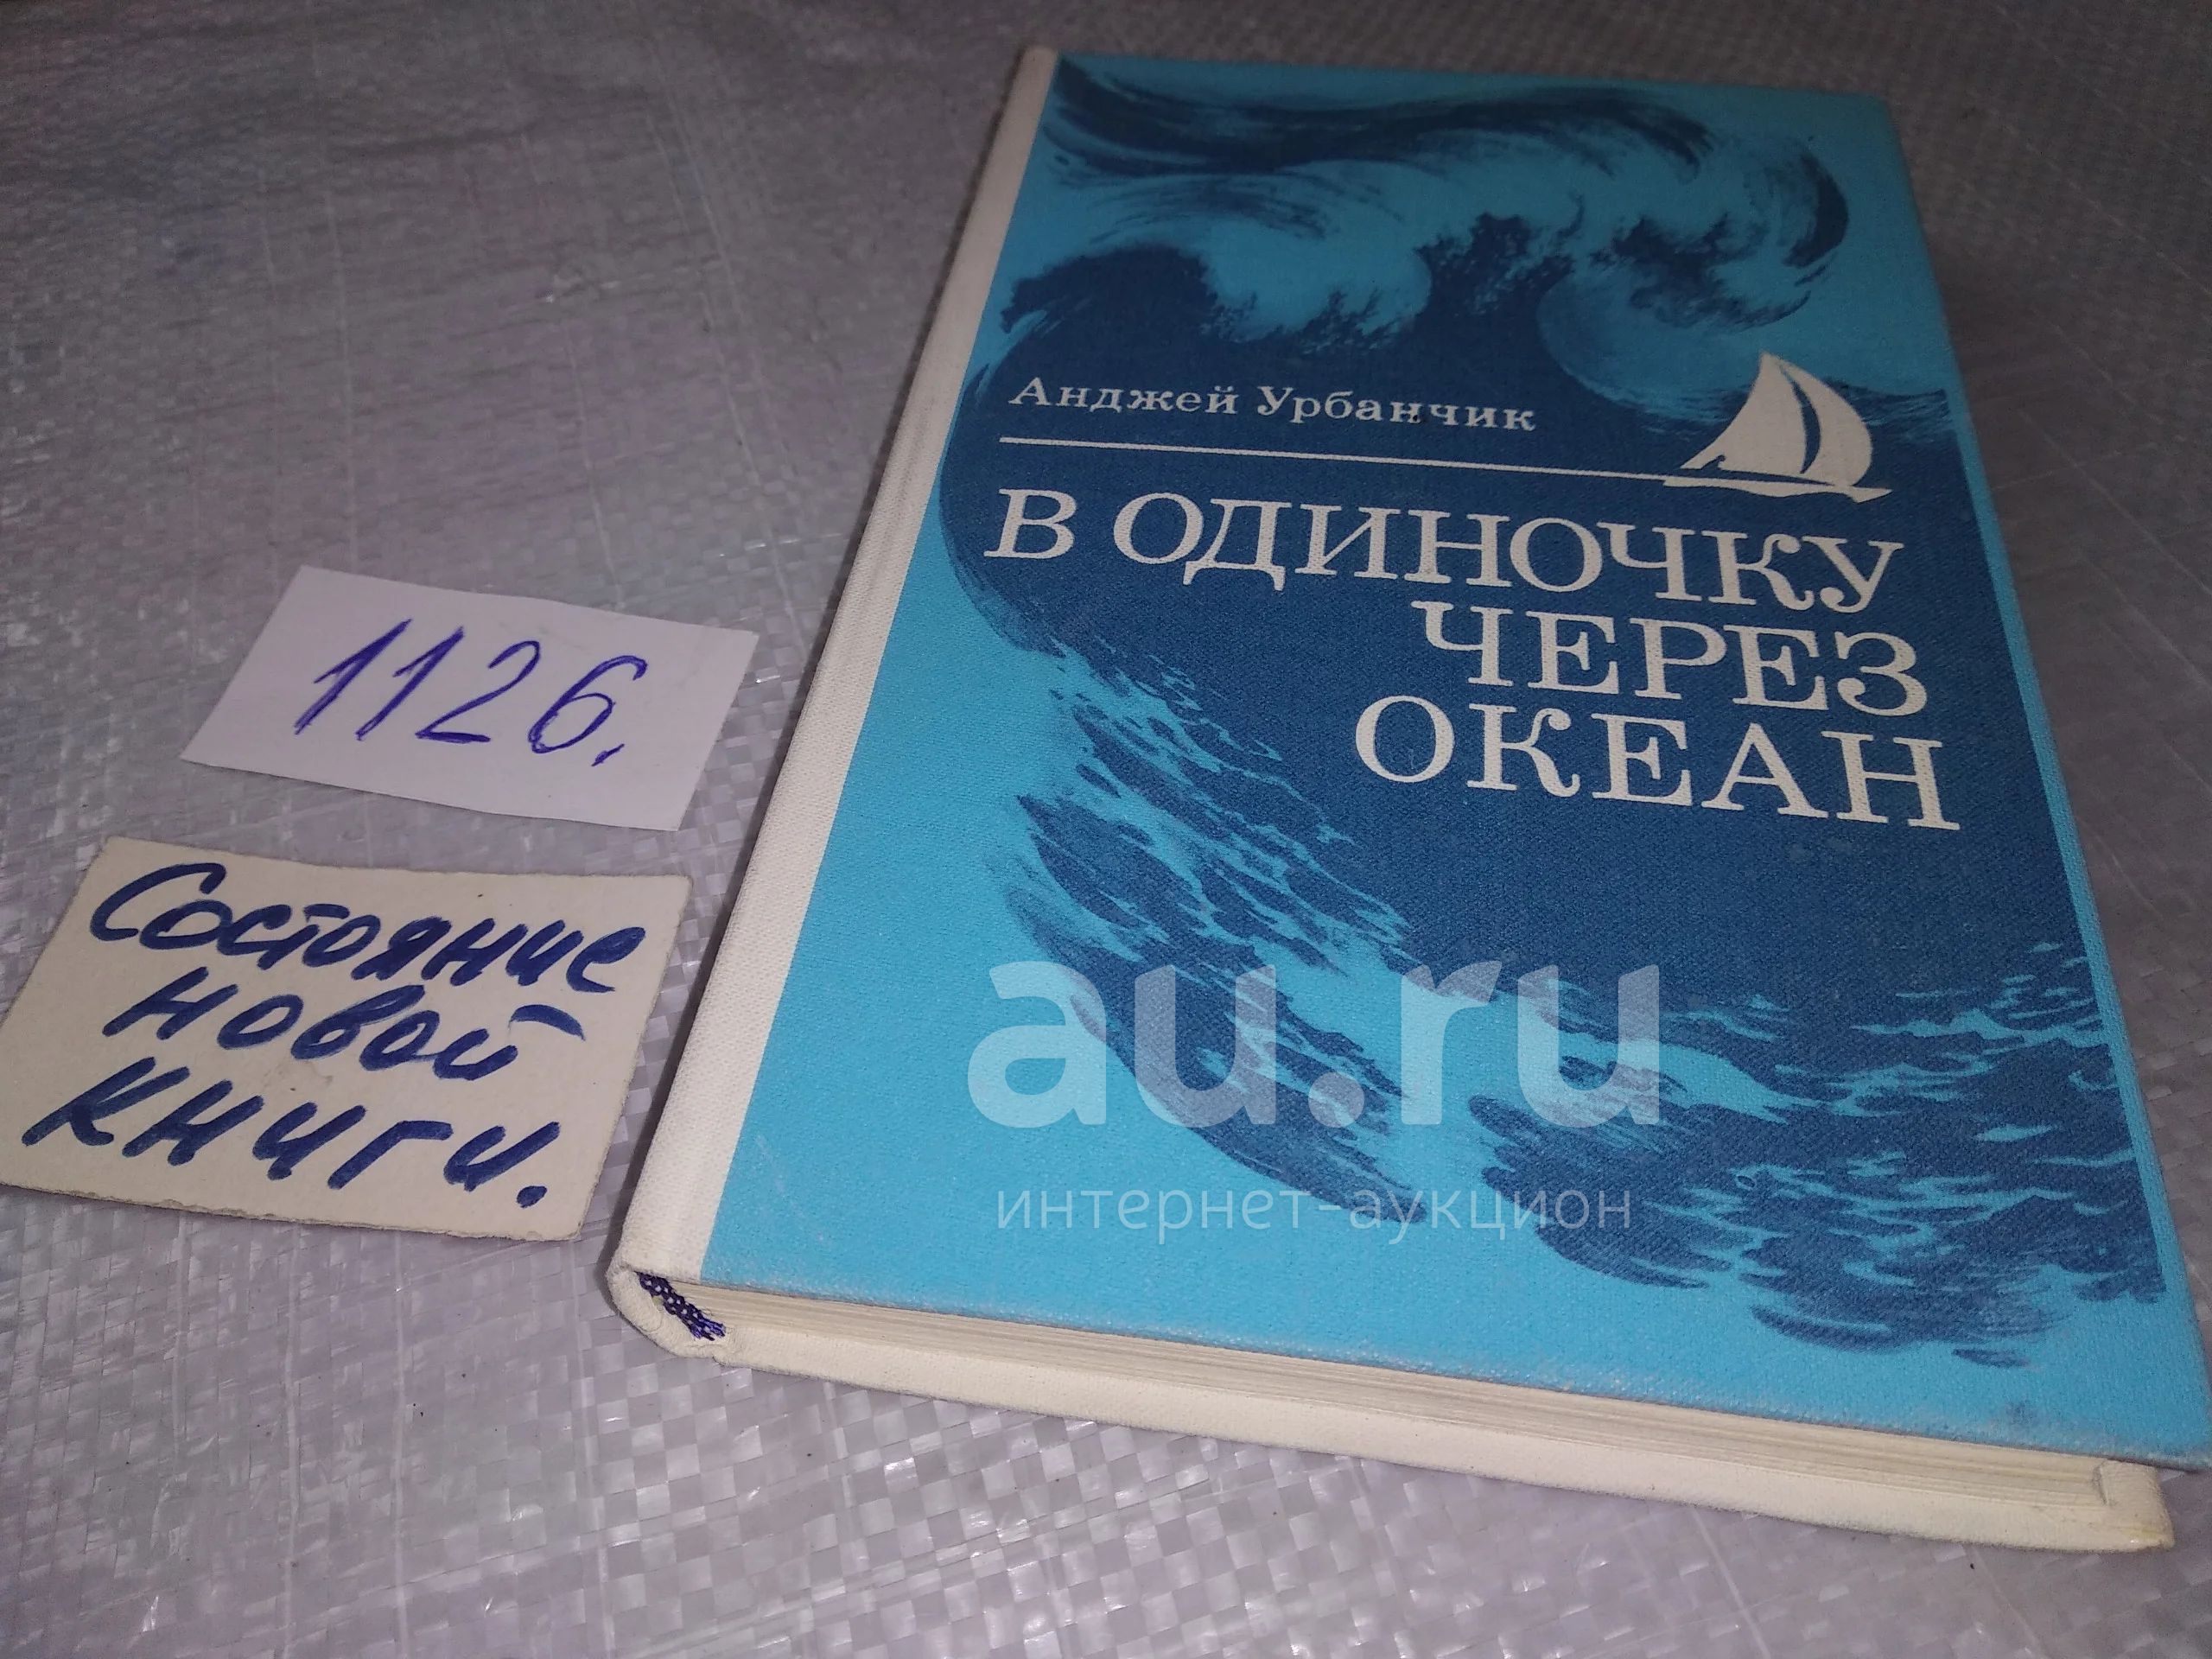 Анджей Урбанчик
В ОДИНОЧКУ
ЧЕРЕЗ
ОКЕАН
1126.
Состояние
новой
книги.
au.ru
интернет-аукцион